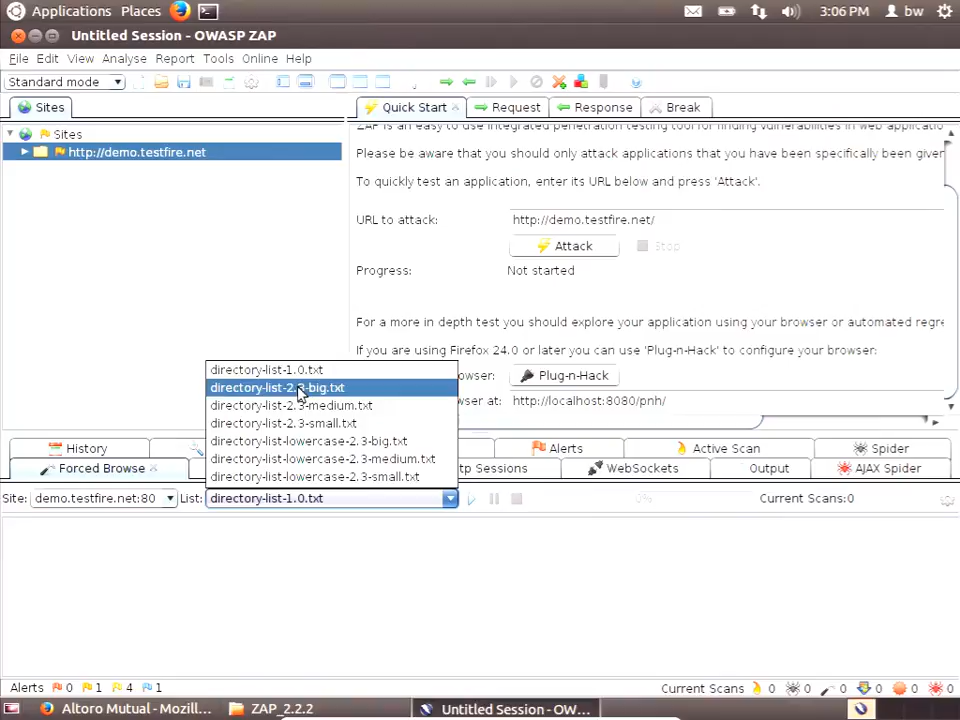 Applications Places 3:06 PM bw
Untitled Session - OWASP ZAP
File Edit View Analyse Report Tools Online Help
Standard mode
Sites
Quick Start Request Response Break
Sites
http://demo.testfire.net
ZAP is an easy to use integrated penetration testing tool for finding vulnerabilities in web applicatio
Please be aware that you should only attack applications that you have been specifically been given
To quickly test an application, enter its URL below and press 'Attack'.
URL to attack: http://demo.testfire.net/
Attack Stop
Progress: Not started
For a more in depth test you should explore your application using your browser or automated regre
If you are using Firefox 24.0 or later you can use 'Plug-n-Hack' to configure your browser:
owser: Plug-n-Hack
owser at: http://localhost:8080/pnh/
directory-list-1.0.txt
directory-list-2.3-big.txt
directory-list-2.3-medium.txt
directory-list-2.3-small.txt
directory-list-lowercase-2.3-big.txt
directory-list-lowercase-2.3-medium.txt
directory-list-lowercase-2.3-small.txt
History Alerts Active Scan Spider
Forced Browse tp Sessions WebSockets Output AJAX Spider
Site: demo.testfire.net:80 List: directory-list-1.0.txt 0% Current Scans:0
Alerts 0 1 4 1 Current Scans 0 0 0 0 0 0
Altoro Mutual - Mozill... ZAP_2.2.2 Untitled Session - OW...